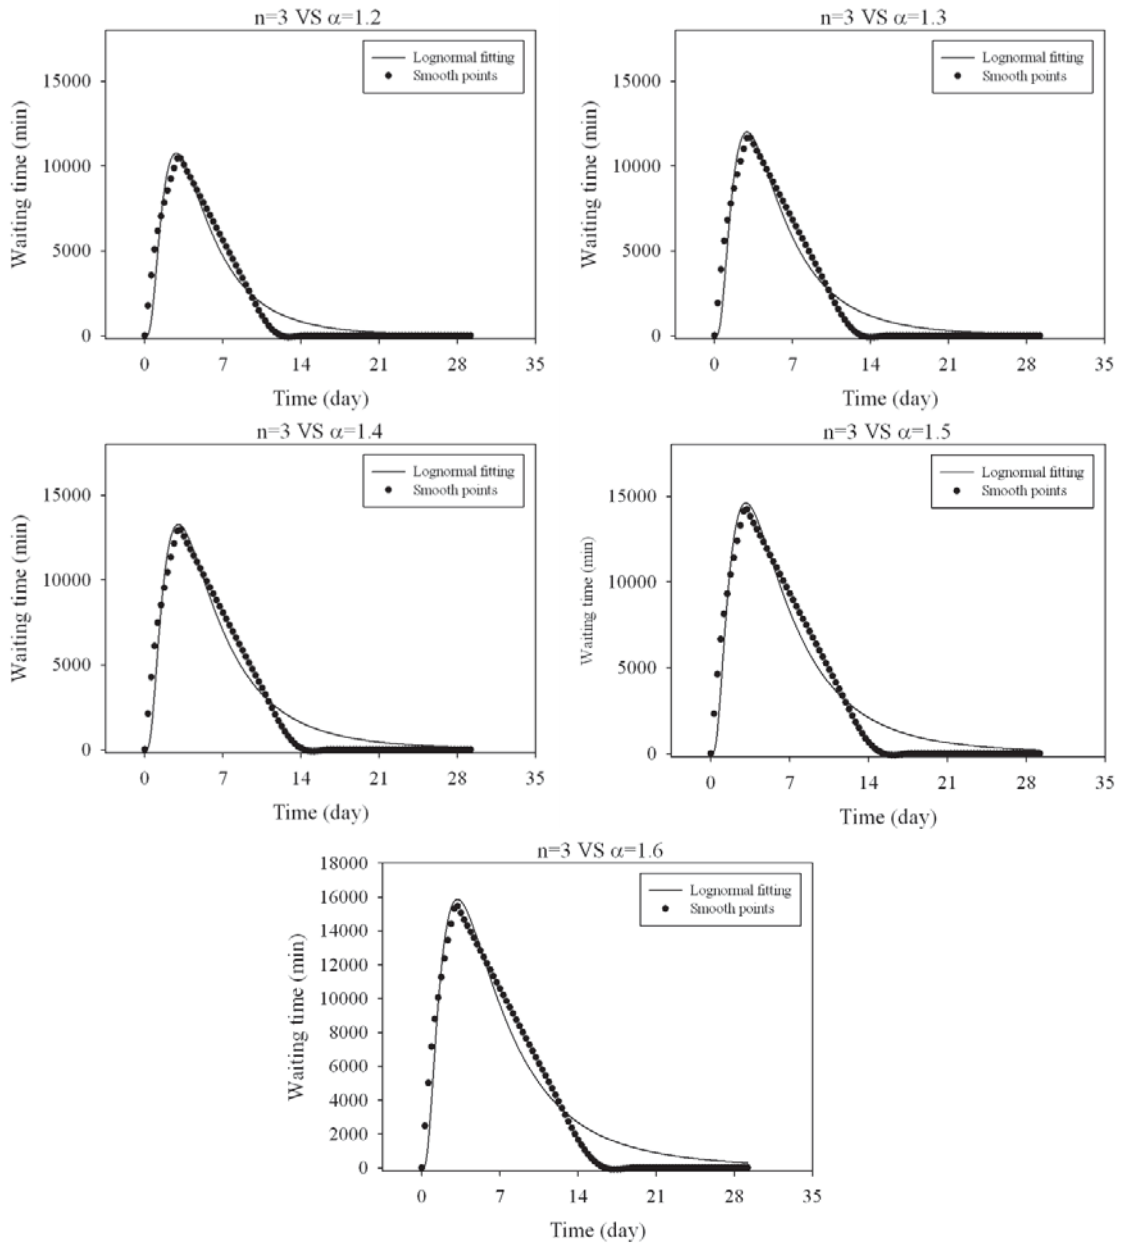 n=3 VS α=1.2
Lognormal fitting
Smooth points
15000
10000
5000
0
Waiting time (min)
0 7 14 21 28 35
Time (day)
n=3 VS α=1.3
Lognormal fitting
Smooth points
15000
10000
5000
0
Waiting time (min)
0 7 14 21 28 35
Time (day)
n=3 VS α=1.4
Lognormal fitting
Smooth points
15000
10000
5000
0
Waiting time (min)
0 7 14 21 28 35
Time (day)
n=3 VS α=1.5
Lognormal fitting
Smooth points
15000
10000
5000
0
Waiting time (min)
0 7 14 21 28 35
Time (day)
n=3 VS α=1.6
Lognormal fitting
Smooth points
18000
16000
14000
12000
10000
8000
6000
4000
2000
0
Waiting time (min)
0 7 14 21 28 35
Time (day)